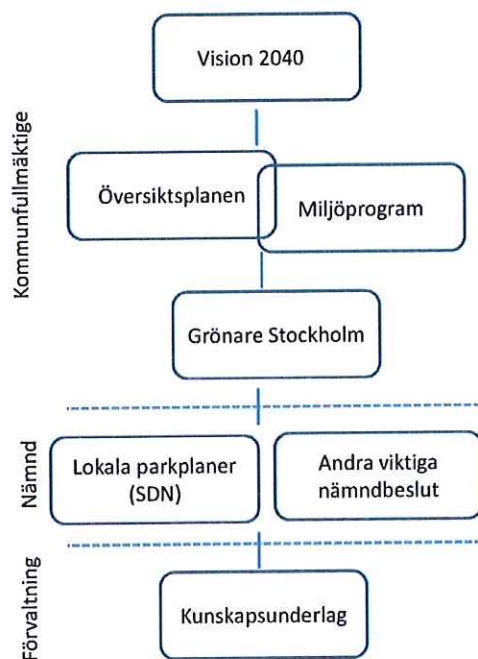 Vision 2040
Kommunfullmäktige
Översiktsplanen
Miljöprogram
Grönare Stockholm
Nämnd
Lokala parkplaner
(SDN)
Andra viktiga
nämndbeslut
Förvaltning
Kunskapsunderlag